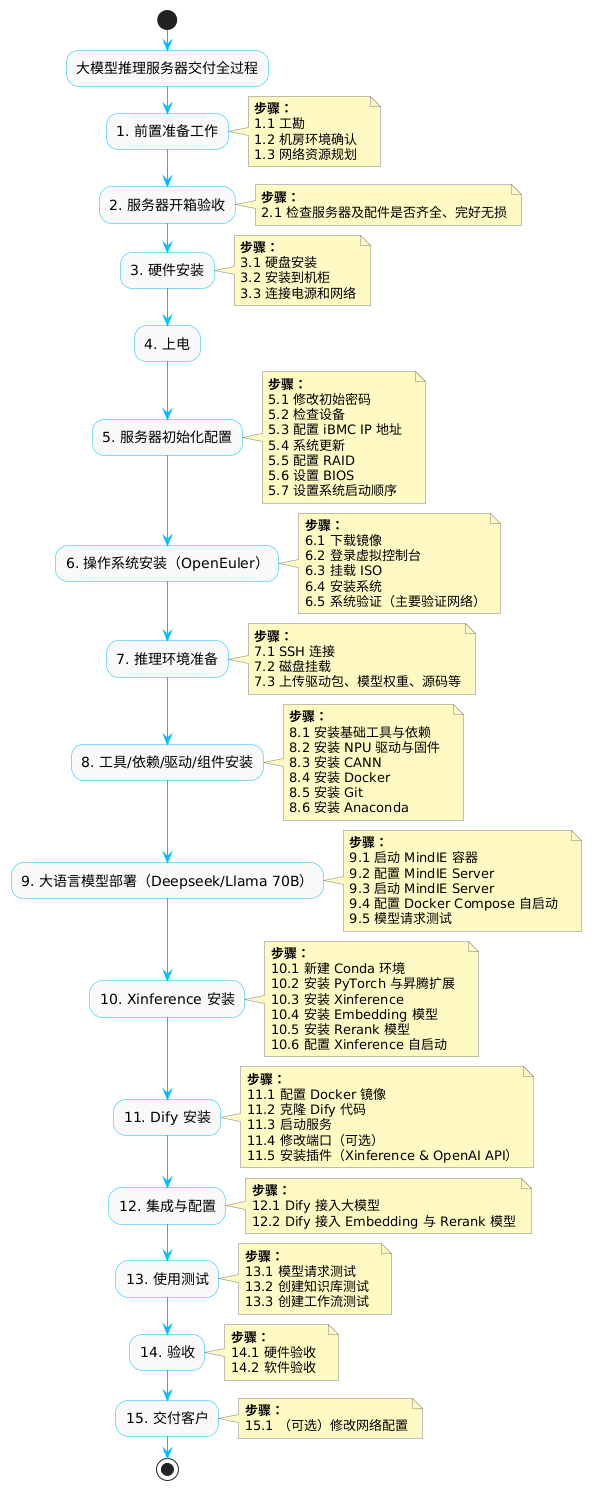 大模型推理服务器交付全过程
1. 前置准备工作
步骤：
1.1 工勘
1.2 机房环境确认
1.3 网络资源规划
2. 服务器开箱验收
步骤：
2.1 检查服务器及配件是否齐全、完好无损
3. 硬件安装
步骤：
3.1 硬盘安装
3.2 安装到机柜
3.3 连接电源和网络
4. 上电
5. 服务器初始化配置
步骤：
5.1 修改初始密码
5.2 检查设备
5.3 配置 iBMC IP 地址
5.4 系统更新
5.5 配置 RAID
5.6 设置 BIOS
5.7 设置系统启动顺序
6. 操作系统安装（OpenEuler）
步骤：
6.1 下载镜像
6.2 登录虚拟控制台
6.3 挂载 ISO
6.4 安装系统
6.5 系统验证（主要验证网络）
7. 推理环境准备
步骤：
7.1 SSH 连接
7.2 磁盘挂载
7.3 上传驱动包、模型权重、源码等
8. 工具/依赖/驱动/组件安装
步骤：
8.1 安装基础工具与依赖
8.2 安装 NPU 驱动与固件
8.3 安装 CANN
8.4 安装 Docker
8.5 安装 Git
8.6 安装 Anaconda
9. 大语言模型部署（Deepseek/Llama 70B）
步骤：
9.1 启动 MindIE 容器
9.2 配置 MindIE Server
9.3 启动 MindIE Server
9.4 配置 Docker Compose 自启动
9.5 模型请求测试
10. Xinference 安装
步骤：
10.1 新建 Conda 环境
10.2 安装 PyTorch 与昇腾扩展
10.3 安装 Xinference
10.4 安装 Embedding 模型
10.5 安装 Rerank 模型
10.6 配置 Xinference 自启动
11. Dify 安装
步骤：
11.1 配置 Docker 镜像
11.2 克隆 Dify 代码
11.3 启动服务
11.4 修改端口（可选）
11.5 安装插件（Xinference & OpenAI API）
12. 集成与配置
步骤：
12.1 Dify 接入大模型
12.2 Dify 接入 Embedding 与 Rerank 模型
13. 使用测试
步骤：
13.1 模型请求测试
13.2 创建知识库测试
13.3 创建工作流测试
14. 验收
步骤：
14.1 硬件验收
14.2 软件验收
15. 交付客户
步骤：
15.1 （可选）修改网络配置